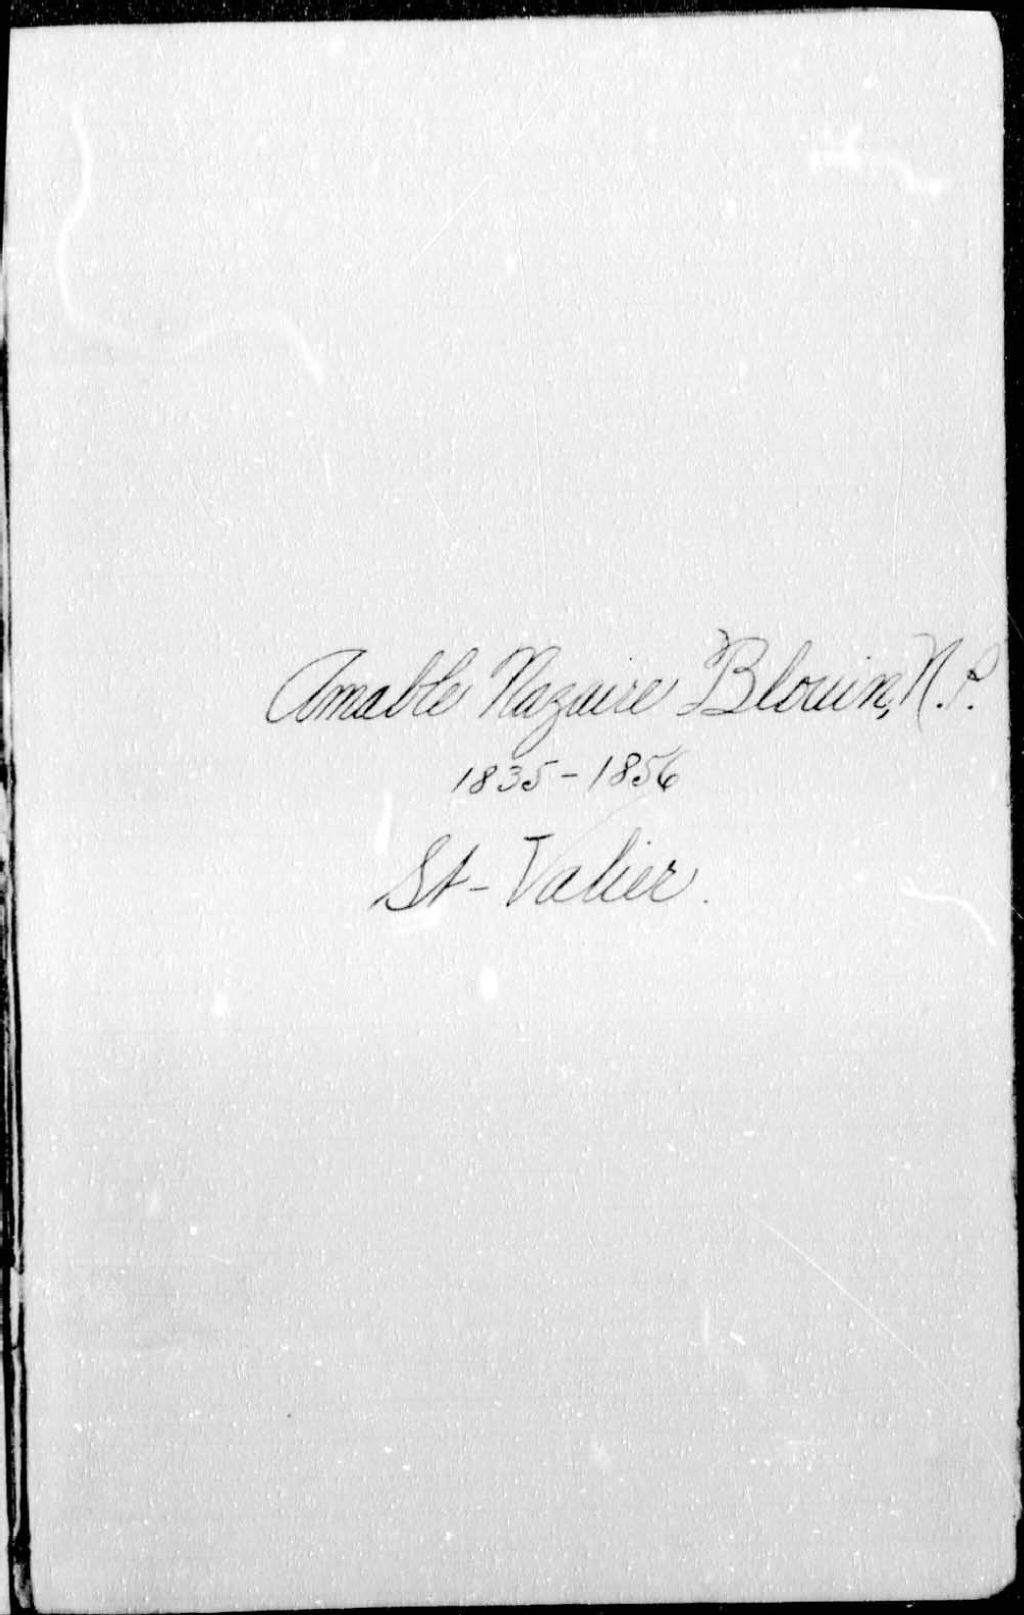 Amable Nazaire Blouin, N.P.
1835-1856
St-Valier.